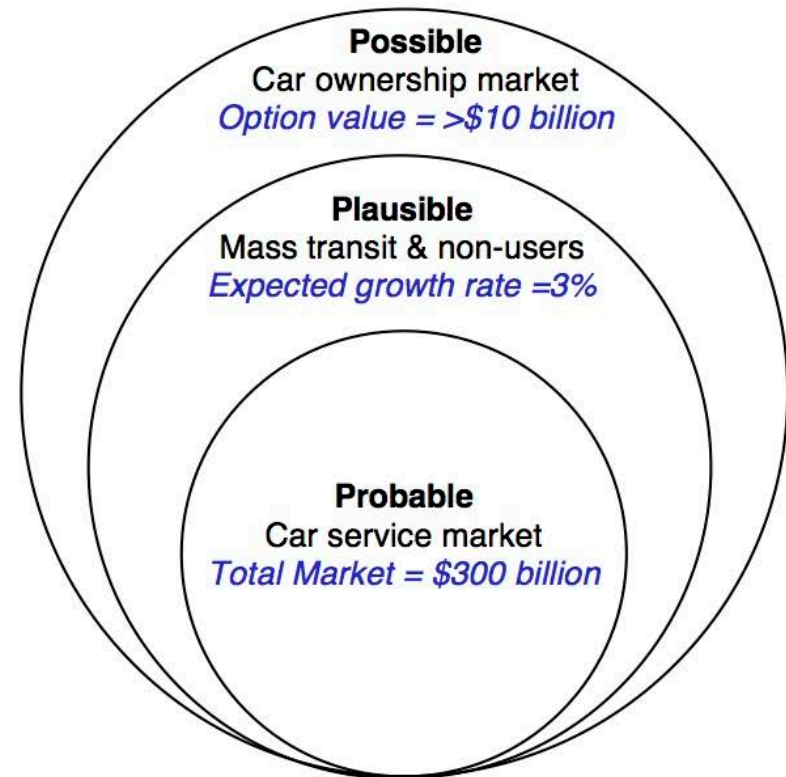 Possible
Car ownership market
Option value = >$10 billion
Plausible
Mass transit & non-users
Expected growth rate =3%
Probable
Car service market
Total Market = $300 billion